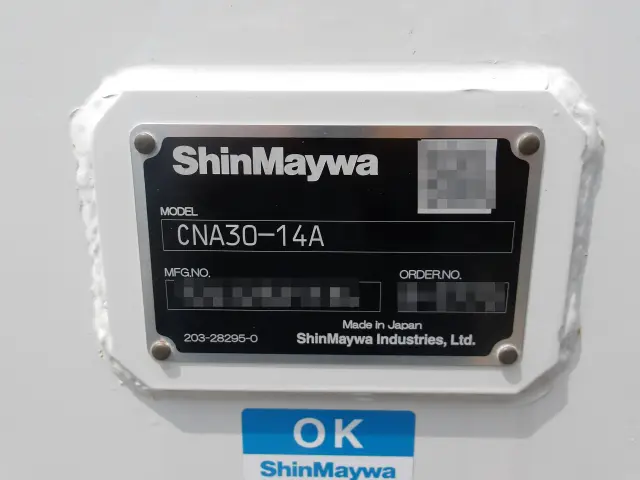 ShinMaywa
MODEL
CNA30-14A
MFG.NO.
ORDER.NO.
Made in Japan
203-28295-0
ShinMaywa Industries, Ltd.
OK
ShinMaywa